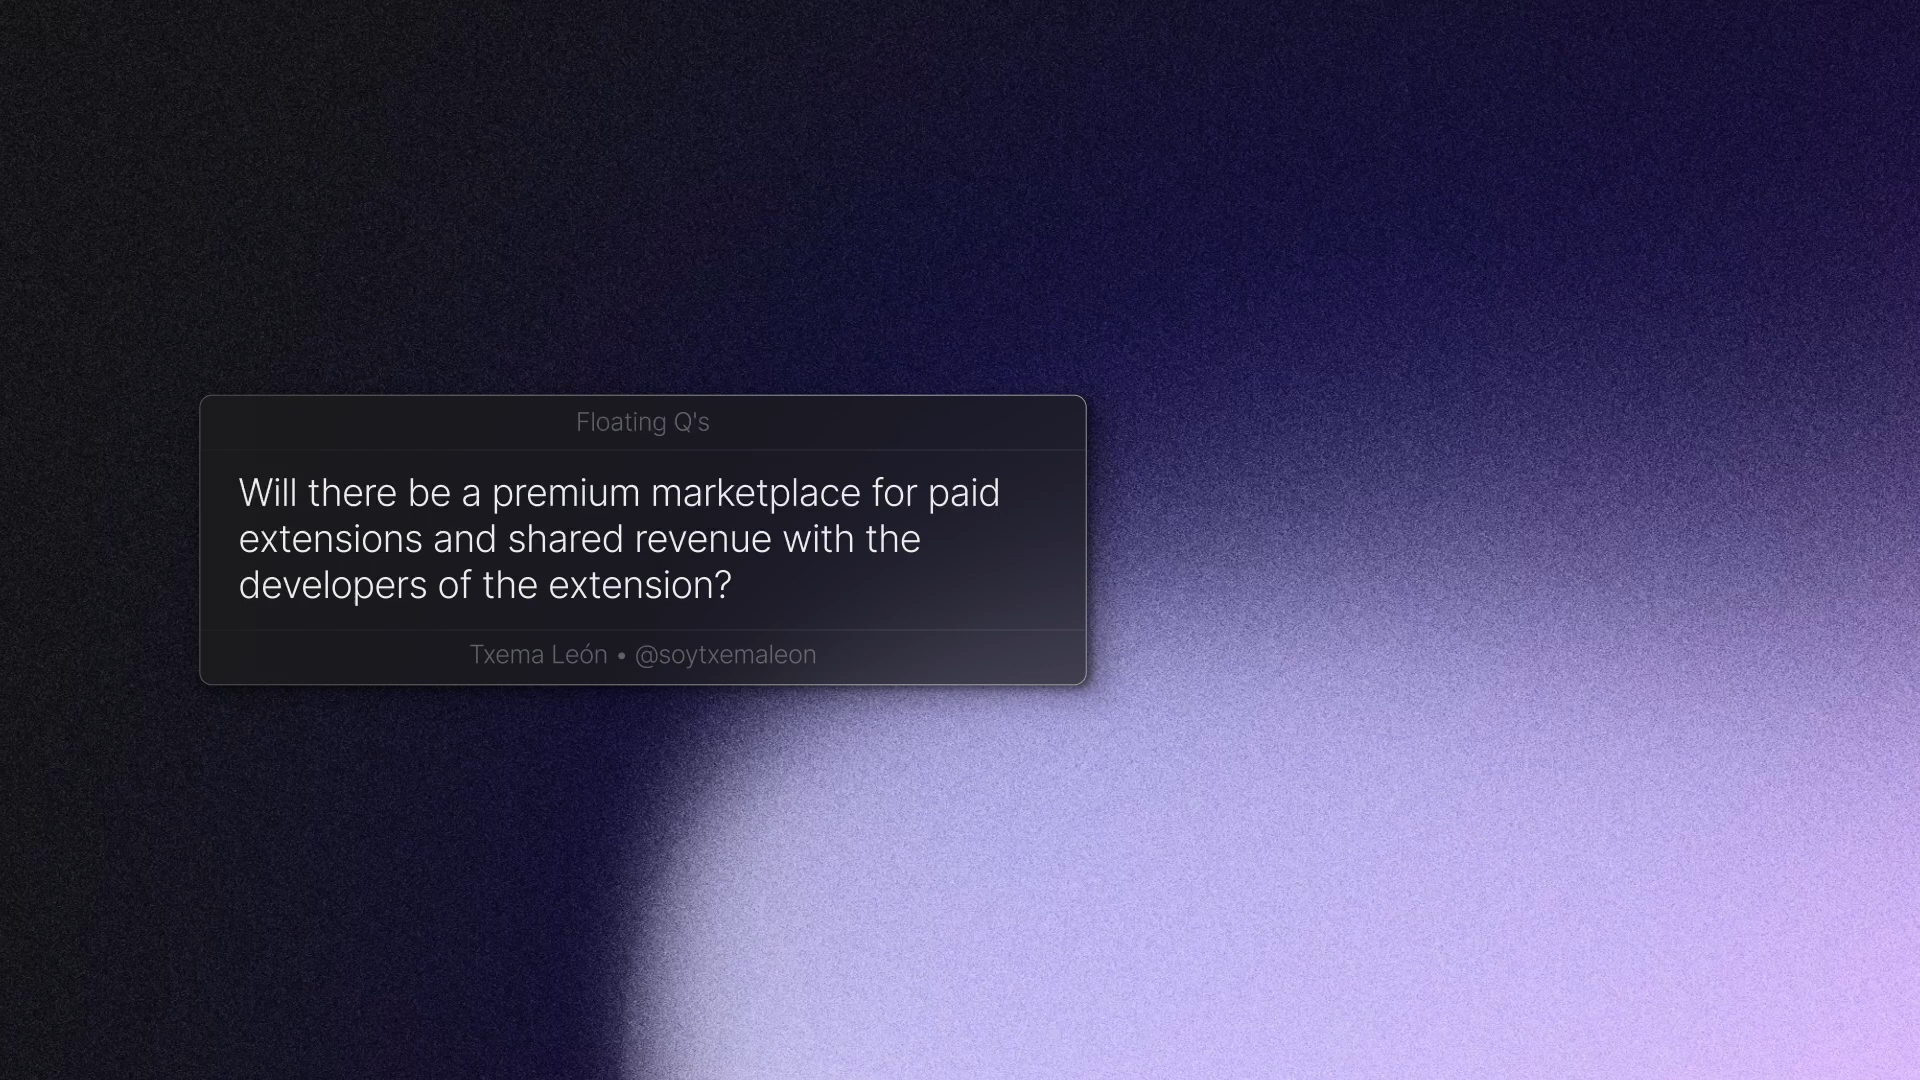 Floating Q's
Will there be a premium marketplace for paid
extensions and shared revenue with the
developers of the extension?
Txema León • @soytxemaleon